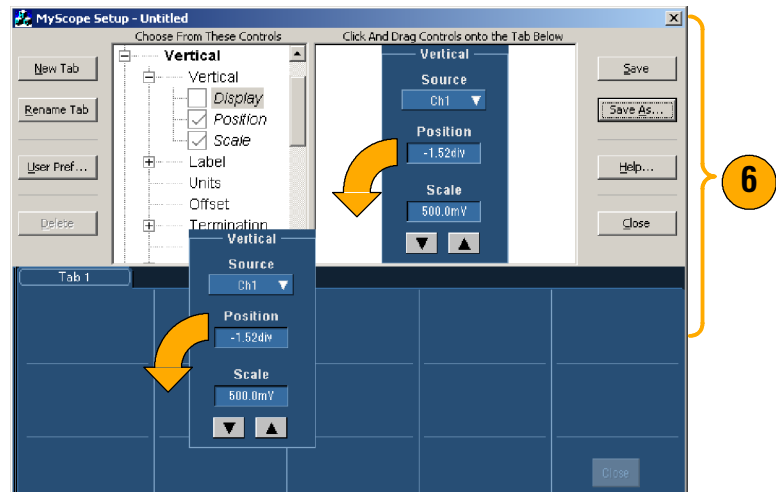 MyScope Setup - Untitled
Choose From These Controls
Click And Drag Controls onto the Tab Below
New Tab
Rename Tab
User Pref...
Delete
Vertical
Vertical
Display
Position
Scale
Label
Units
Offset
Termination
Vertical
Source
Ch1
Position
-1.52div
Scale
500.0mV
Save
Save As...
Help...
Close
6
Tab 1
Vertical
Source
Ch1
Position
-1.52div
Scale
500.0mV
Close